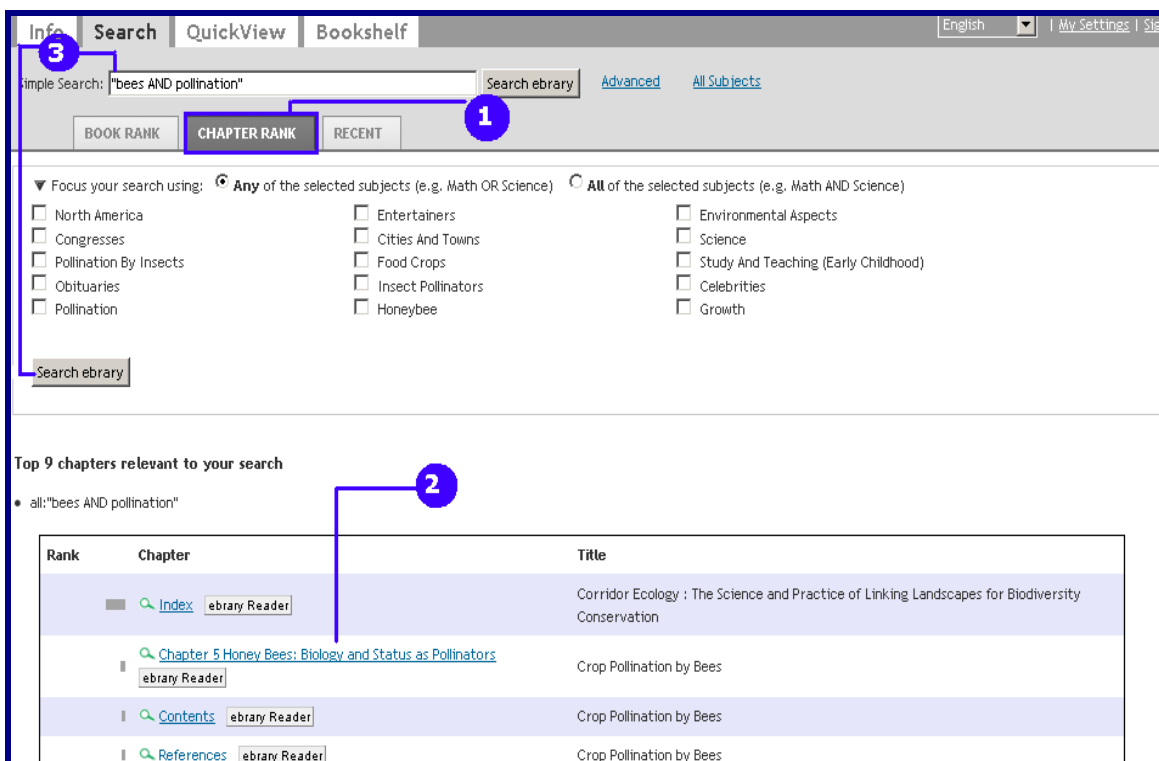 Info Search QuickView Bookshelf English | My Settings |
3
Simple Search: "bees AND pollination" Search ebrary Advanced All Subjects
1
BOOK RANK CHAPTER RANK RECENT
▼ Focus your search using: Any of the selected subjects (e.g. Math OR Science) All of the selected subjects (e.g. Math AND Science)
North America Entertainers Environmental Aspects
Congresses Cities And Towns Science
Pollination By Insects Food Crops Study And Teaching (Early Childhood)
Obituaries Insect Pollinators Celebrities
Pollination Honeybee Growth
Search ebrary
Top 9 chapters relevant to your search
2
• all:"bees AND pollination"
Rank Chapter Title
Index ebrary Reader Corridor Ecology : The Science and Practice of Linking Landscapes for Biodiversity
Conservation
Chapter 5 Honey Bees: Biology and Status as Pollinators
ebrary Reader Crop Pollination by Bees
Contents ebrary Reader Crop Pollination by Bees
References ebrary Reader Crop Pollination by Bees